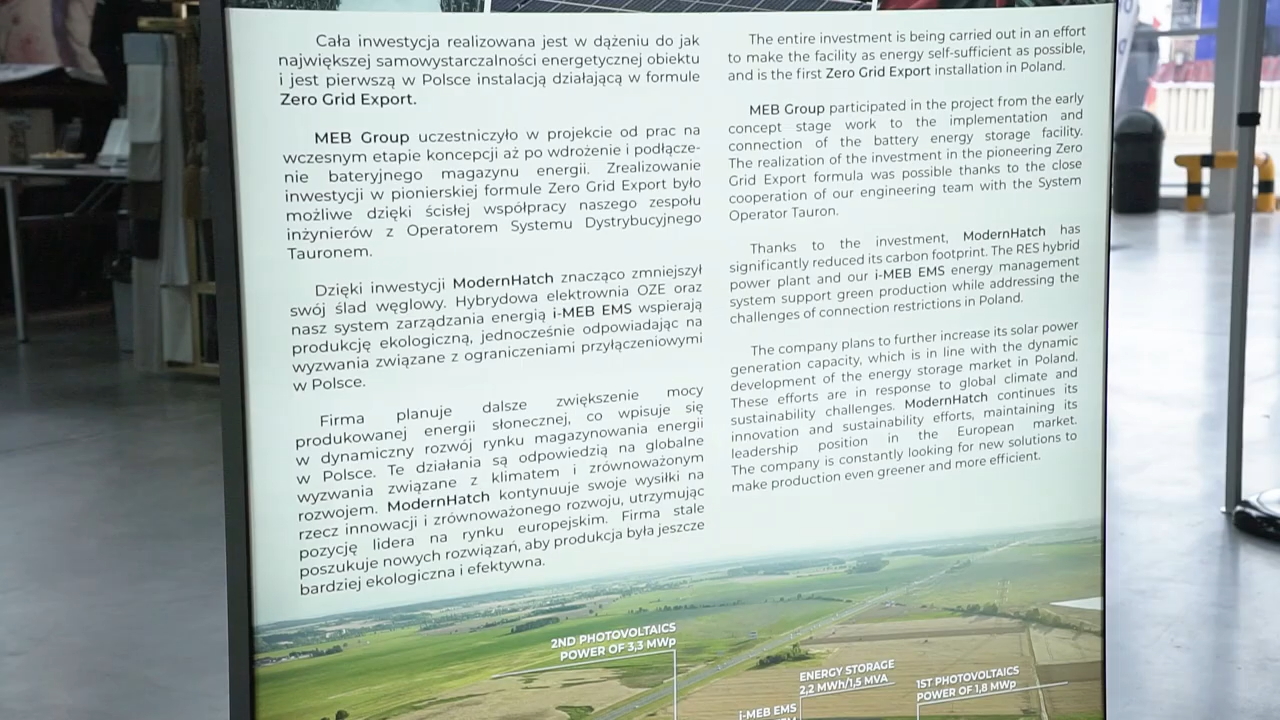 Cała inwestycja realizowana jest w dążeniu do jak
największej samowystarczalności energetycznej obiektu
i jest pierwszą w Polsce instalacją działającą w formule
Zero Grid Export.
MEB Group uczestniczyło w projekcie od prac na
wczesnym etapie koncepcji aż po wdrożenie i podłącze-
nie bateryjnego magazynu energii. Zrealizowanie
inwestycji w pionierskiej formule Zero Grid Export było
możliwe dzięki ścisłej współpracy naszego zespołu
inżynierów z Operatorem Systemu Dystrybucyjnego
Tauronem.
Dzięki inwestycji ModernHatch znacząco zmniejszył
swój ślad węglowy. Hybrydowa elektrownia OZE oraz
nasz system zarządzania energią i-MEB EMS wspierają
produkcję ekologiczną, jednocześnie odpowiadając na
wyzwania związane z ograniczeniami przyłączeniowymi
w Polsce.
Firma planuje dalsze zwiększenie mocy
produkowanej energii słonecznej, co wpisuje się
w dynamiczny rozwój rynku magazynowania energii
w Polsce. Te działania są odpowiedzią na globalne
wyzwania związane z klimatem i zrównoważonym
rozwojem. ModernHatch kontynuuje swoje wysiłki na
rzecz innowacji i zrównoważonego rozwoju, utrzymując
pozycję lidera na rynku europejskim. Firma stale
poszukuje nowych rozwiązań, aby produkcja była jeszcze
bardziej ekologiczna i efektywna.
The entire investment is being carried out in an effort
to make the facility as energy self-sufficient as possible,
and is the first Zero Grid Export installation in Poland.
MEB Group participated in the project from the early
concept stage work to the implementation and
connection of the battery energy storage facility.
The realization of the investment in the pioneering Zero
Grid Export formula was possible thanks to the close
cooperation of our engineering team with the System
Operator Tauron.
Thanks to the investment, ModernHatch has
significantly reduced its carbon footprint. The RES hybrid
power plant and our i-MEB EMS energy management
system support green production while addressing the
challenges of connection restrictions in Poland.
The company plans to further increase its solar power
generation capacity, which is in line with the dynamic
development of the energy storage market in Poland.
These efforts are in response to global climate and
sustainability challenges. ModernHatch continues its
innovation and sustainability efforts, maintaining its
leadership position in the European market.
The company is constantly looking for new solutions to
make production even greener and more efficient.
2ND PHOTOVOLTAICS
POWER OF 3,3 MWp
ENERGY STORAGE
2,2 MWh/1,5 MVA
1ST PHOTOVOLTAICS
POWER OF 1,8 MWp
i-MEB EMS